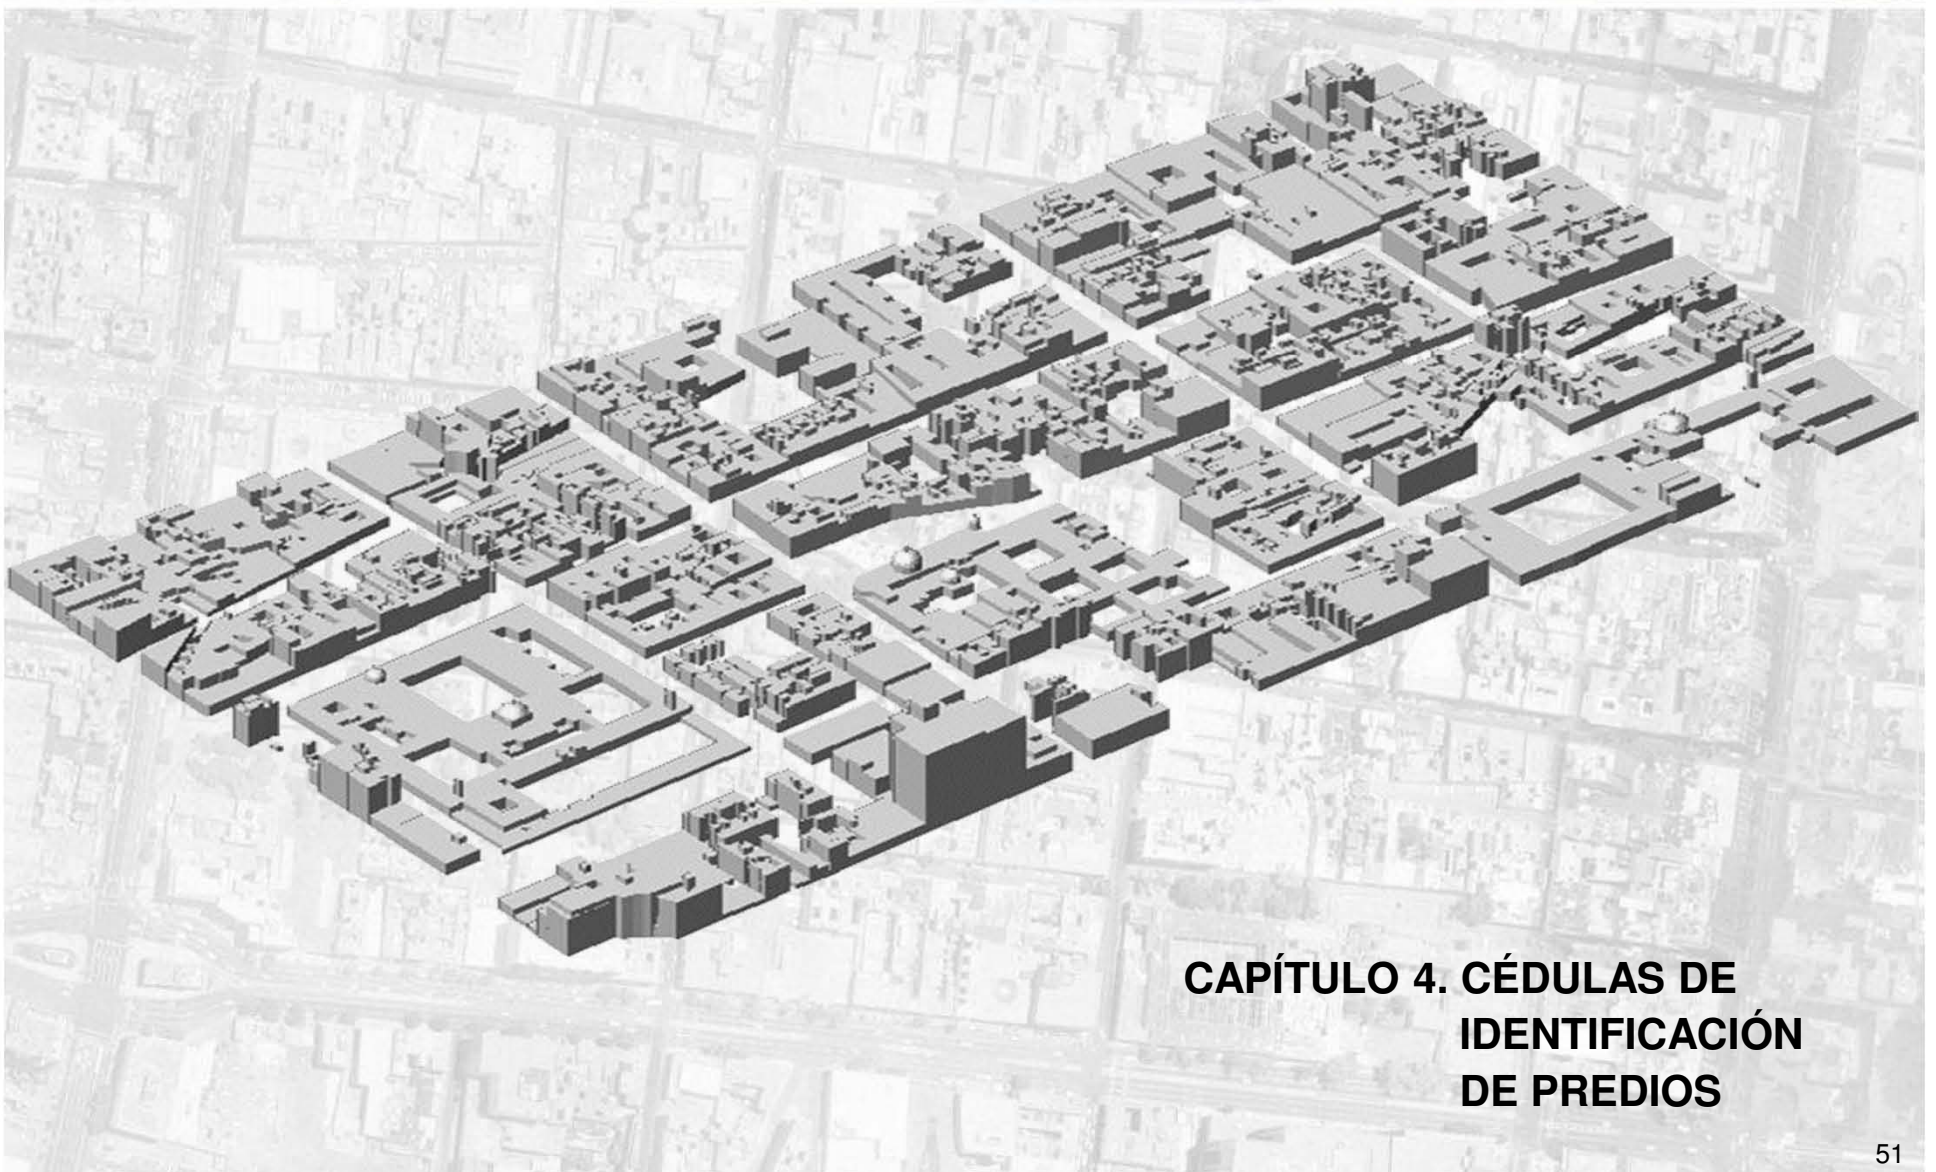 CAPÍTULO 4. CÉDULAS DE
IDENTIFICACIÓN
DE PREDIOS
51